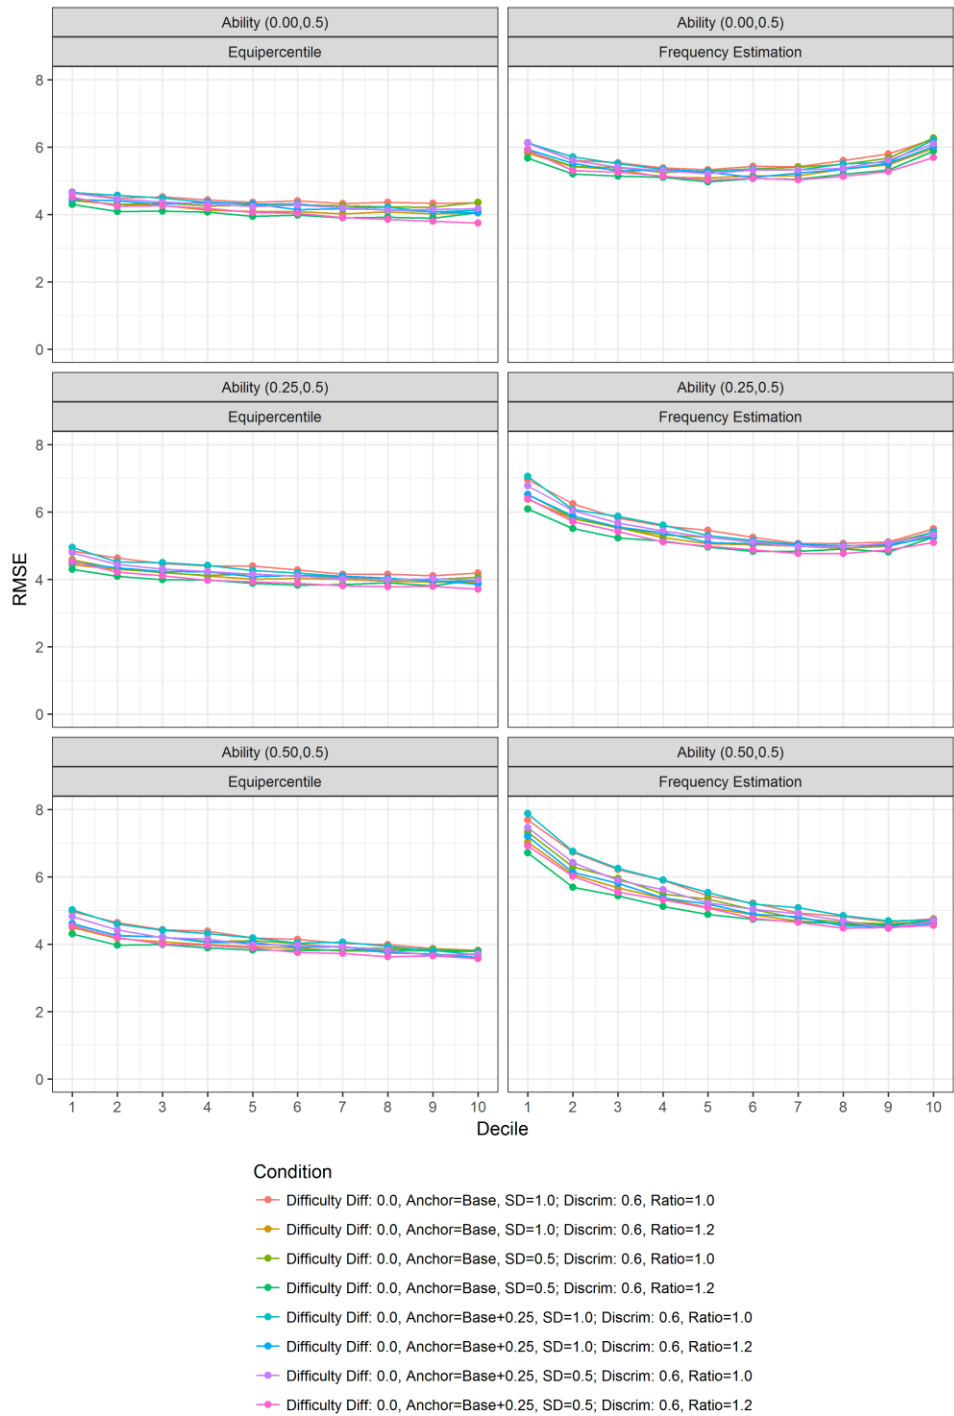 Ability (0.00,0.5)
Ability (0.00,0.5)
Equipercentile
Frequency Estimation
8
6
4
2
0
Ability (0.25,0.5)
Ability (0.25,0.5)
Equipercentile
Frequency Estimation
8
6
4
2
0
RMSE
Ability (0.50,0.5)
Ability (0.50,0.5)
Equipercentile
Frequency Estimation
8
6
4
2
0
1 2 3 4 5 6 7 8 9 10
1 2 3 4 5 6 7 8 9 10
Decile
Condition
Difficulty Diff: 0.0, Anchor=Base, SD=1.0; Discrim: 0.6, Ratio=1.0
Difficulty Diff: 0.0, Anchor=Base, SD=1.0; Discrim: 0.6, Ratio=1.2
Difficulty Diff: 0.0, Anchor=Base, SD=0.5; Discrim: 0.6, Ratio=1.0
Difficulty Diff: 0.0, Anchor=Base, SD=0.5; Discrim: 0.6, Ratio=1.2
Difficulty Diff: 0.0, Anchor=Base+0.25, SD=1.0; Discrim: 0.6, Ratio=1.0
Difficulty Diff: 0.0, Anchor=Base+0.25, SD=1.0; Discrim: 0.6, Ratio=1.2
Difficulty Diff: 0.0, Anchor=Base+0.25, SD=0.5; Discrim: 0.6, Ratio=1.0
Difficulty Diff: 0.0, Anchor=Base+0.25, SD=0.5; Discrim: 0.6, Ratio=1.2